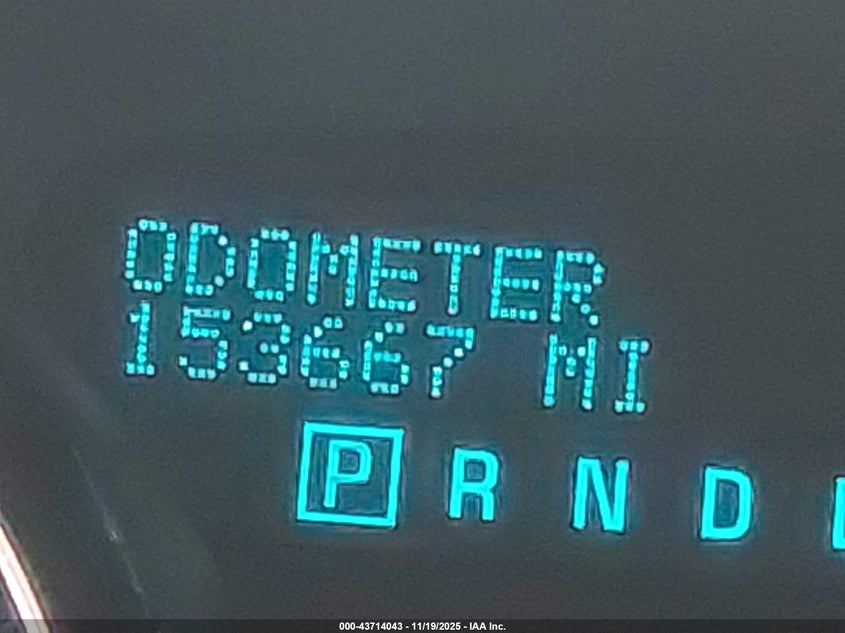 ODOMETER
153667 MI
P R N D
000-43714043 - 11/19/2025 - IAA Inc.